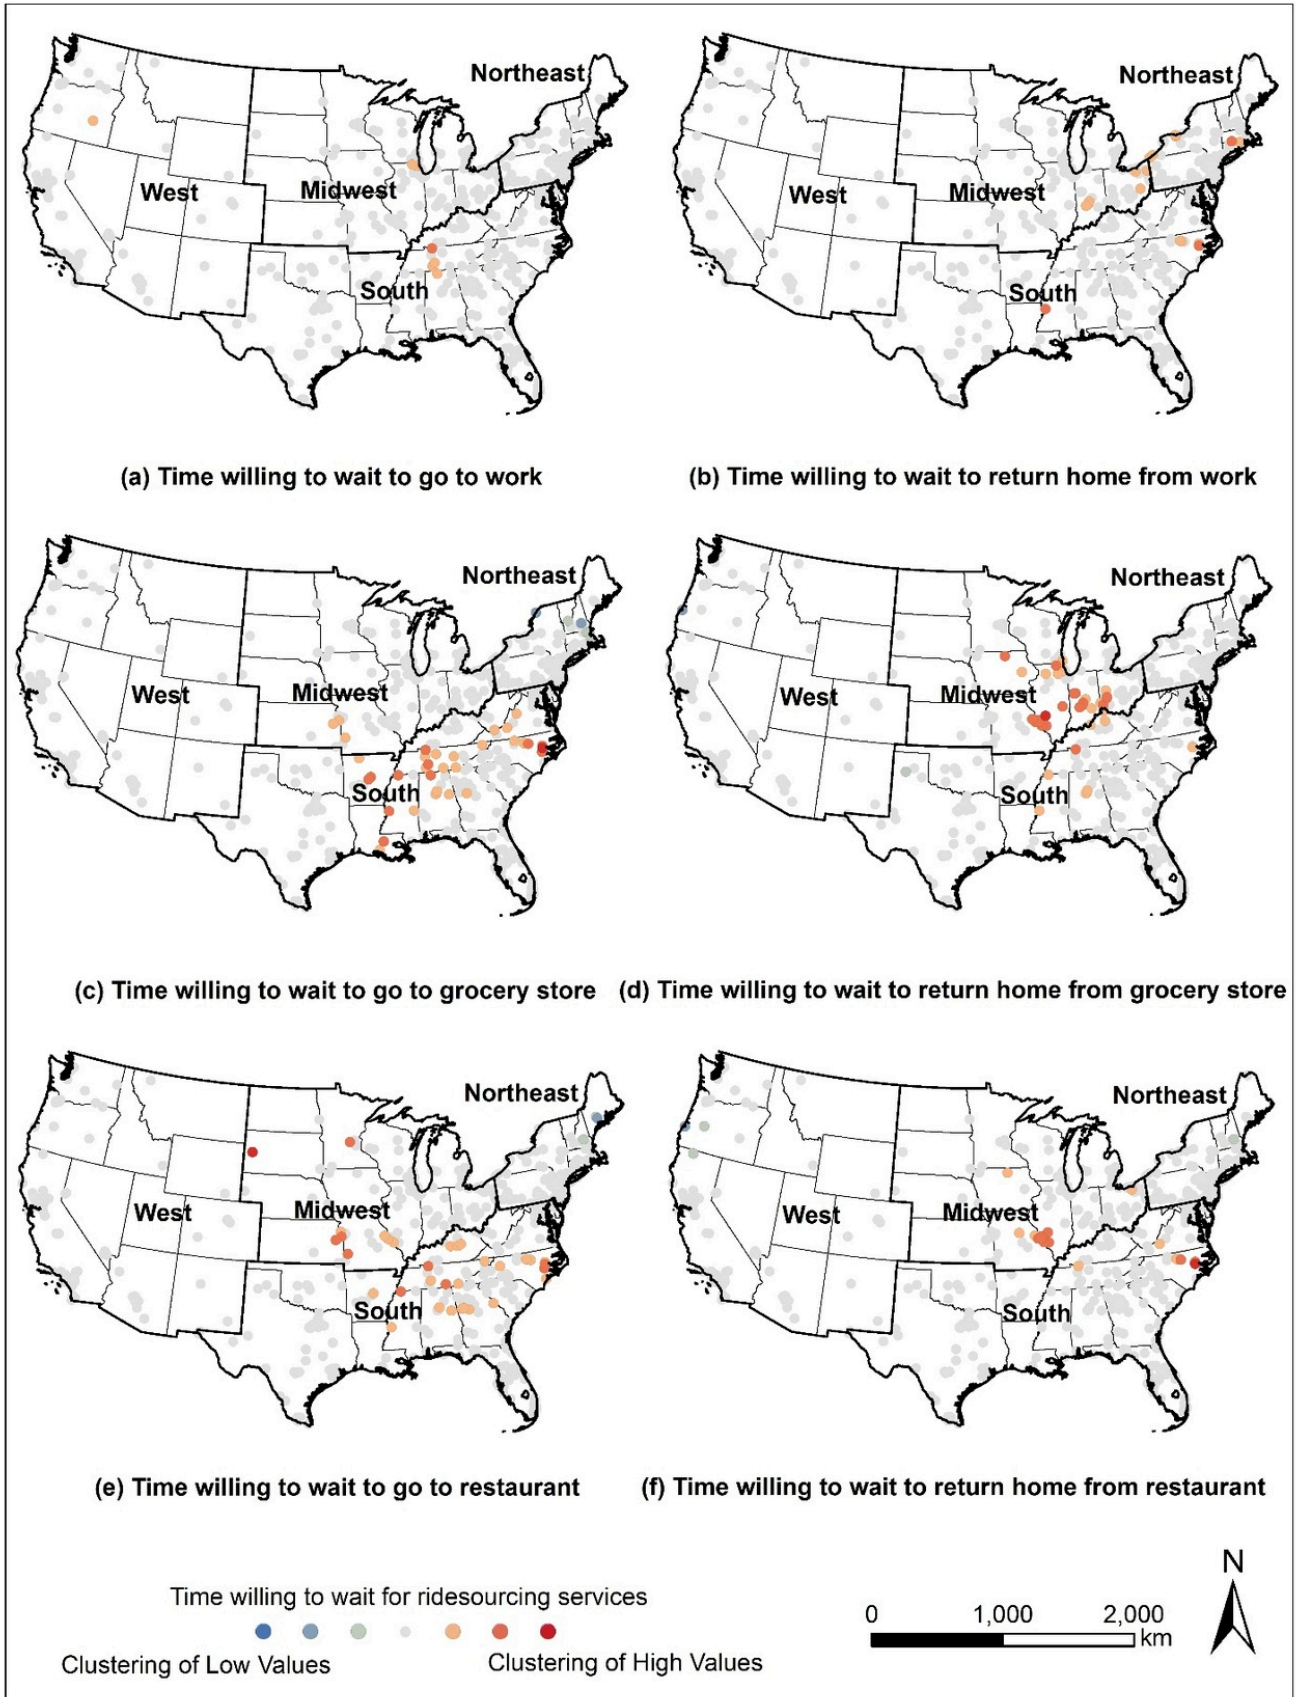 Northeast
West
Midwest
South
Northeast
West
Midwest
South
(a) Time willing to wait to go to work
(b) Time willing to wait to return home from work
Northeast
West
Midwest
South
Northeast
West
Midwest
South
(c) Time willing to wait to go to grocery store
(d) Time willing to wait to return home from grocery store
Northeast
West
Midwest
South
Northeast
West
Midwest
South
(e) Time willing to wait to go to restaurant
(f) Time willing to wait to return home from restaurant
Time willing to wait for ridesourcing services
Clustering of Low Values
Clustering of High Values
0 1,000 2,000
km
N